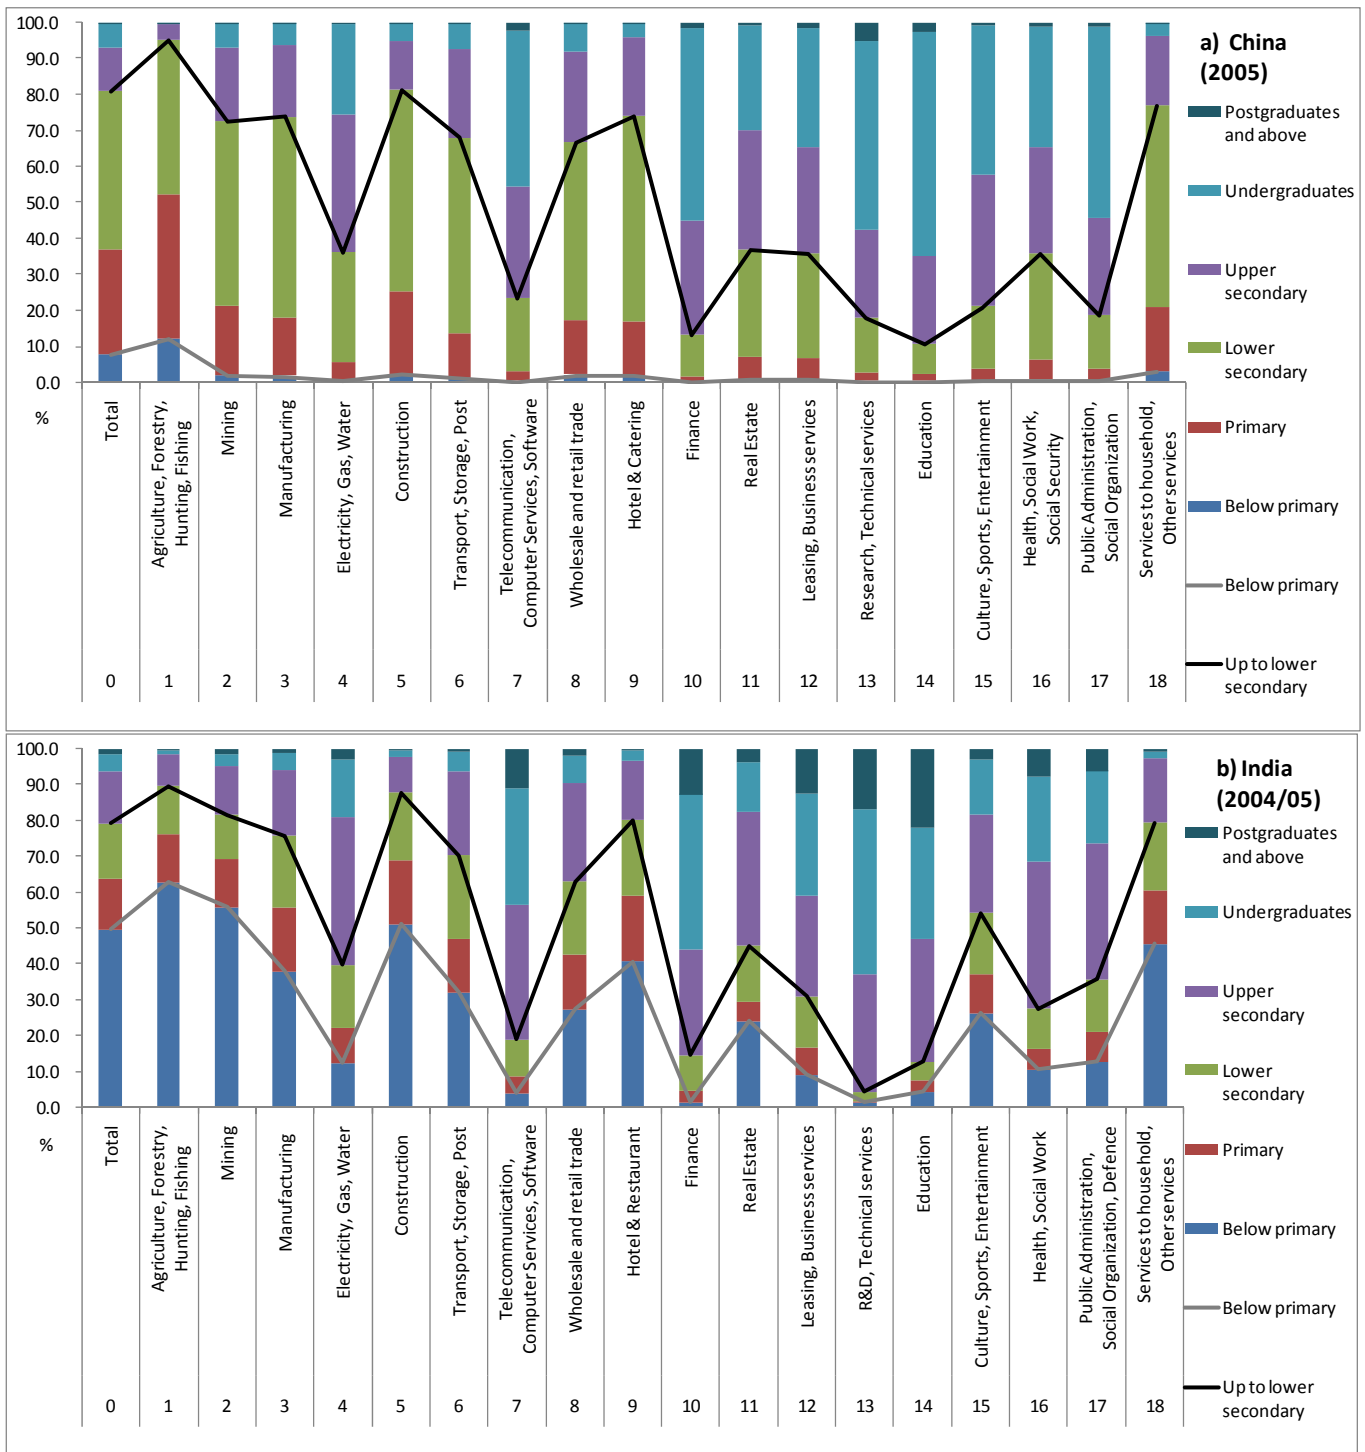 100.0
90.0
80.0
70.0
60.0
50.0
40.0
30.0
20.0
10.0
0.0
%
Total
Agriculture, Forestry,
Hunting, Fishing
Mining
Manufacturing
Electricity, Gas, Water
Construction
Transport, Storage, Post
Telecommunication,
Computer Services, Software
Wholesale and retail trade
Hotel & Catering
Finance
Real Estate
Leasing, Business services
Research, Technical services
Education
Culture, Sports, Entertainment
Health, Social Work,
Social Security
Public Administration,
Social Organization
Services to household,
Other services
0 1 2 3 4 5 6 7 8 9 10 11 12 13 14 15 16 17 18
a) China
(2005)
Postgraduates
and above
Undergraduates
Upper
secondary
Lower
secondary
Primary
Below primary
Below primary
Up to lower
secondary
100.0
90.0
80.0
70.0
60.0
50.0
40.0
30.0
20.0
10.0
0.0
%
Total
Agriculture, Forestry,
Hunting, Fishing
Mining
Manufacturing
Electricity, Gas, Water
Construction
Transport, Storage, Post
Telecommunication,
Computer Services, Software
Wholesale and retail trade
Hotel & Restaurant
Finance
Real Estate
Leasing, Business services
R&D, Technical services
Education
Culture, Sports, Entertainment
Health, Social Work
Public Administration,
Social Organization, Defence
Services to household,
Other services
0 1 2 3 4 5 6 7 8 9 10 11 12 13 14 15 16 17 18
b) India
(2004/05)
Postgraduates
and above
Undergraduates
Upper
secondary
Lower
secondary
Primary
Below primary
Below primary
Up to lower
secondary